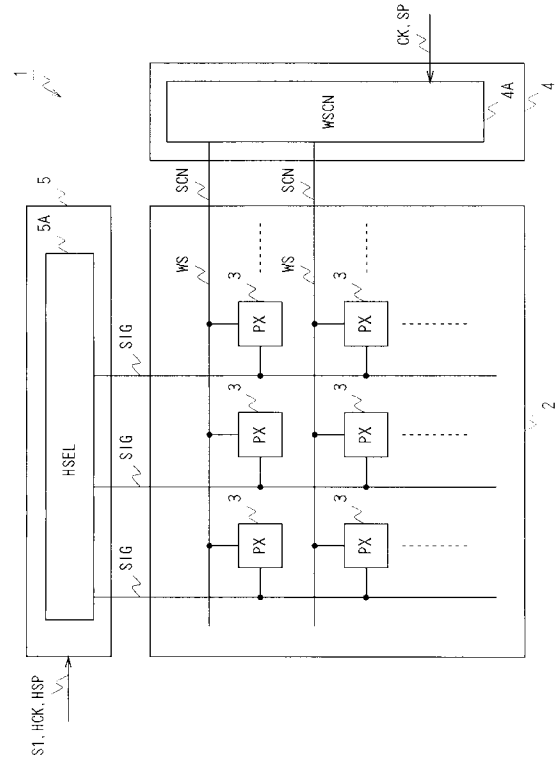 1
5
5A
HSEL
S1, HCK, HSP
SIG
SIG
SIG
SCN
SCN
WS
WS
WSCN
4A
4
CK, SP
3
PX
3
PX
3
PX
3
PX
3
PX
3
PX
2